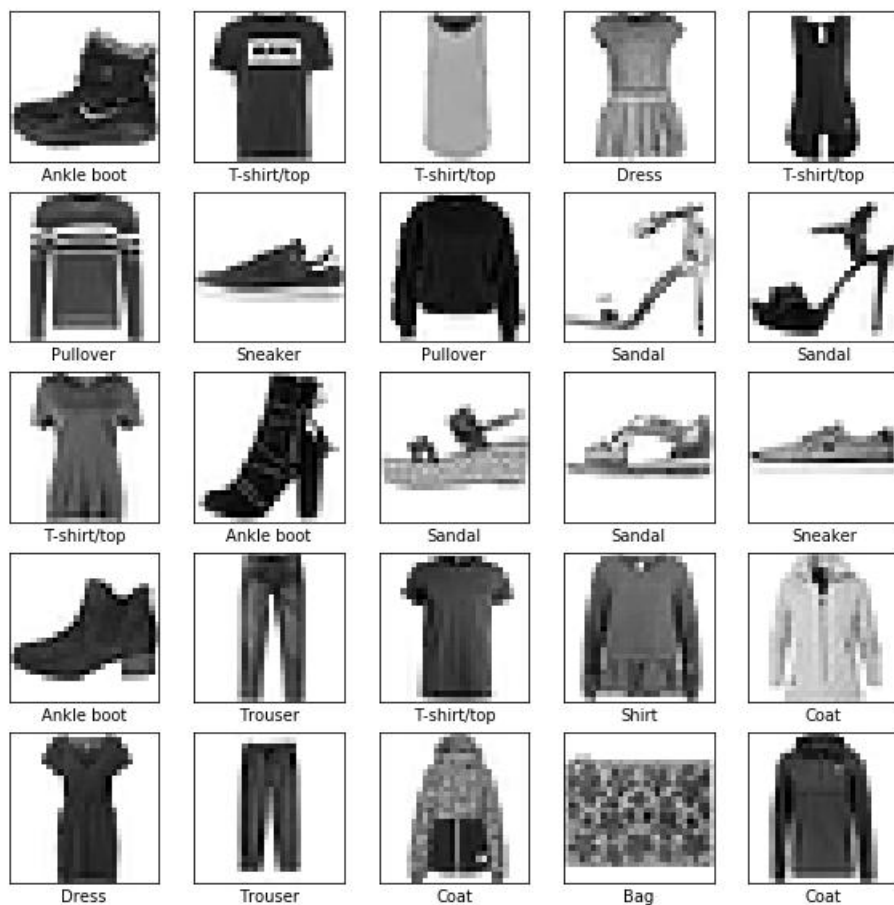 Ankle boot T-shirt/top T-shirt/top Dress T-shirt/top
Pullover Sneaker Pullover Sandal Sandal
T-shirt/top Ankle boot Sandal Sandal Sneaker
Ankle boot Trouser T-shirt/top Shirt Coat
Dress Trouser Coat Bag Coat